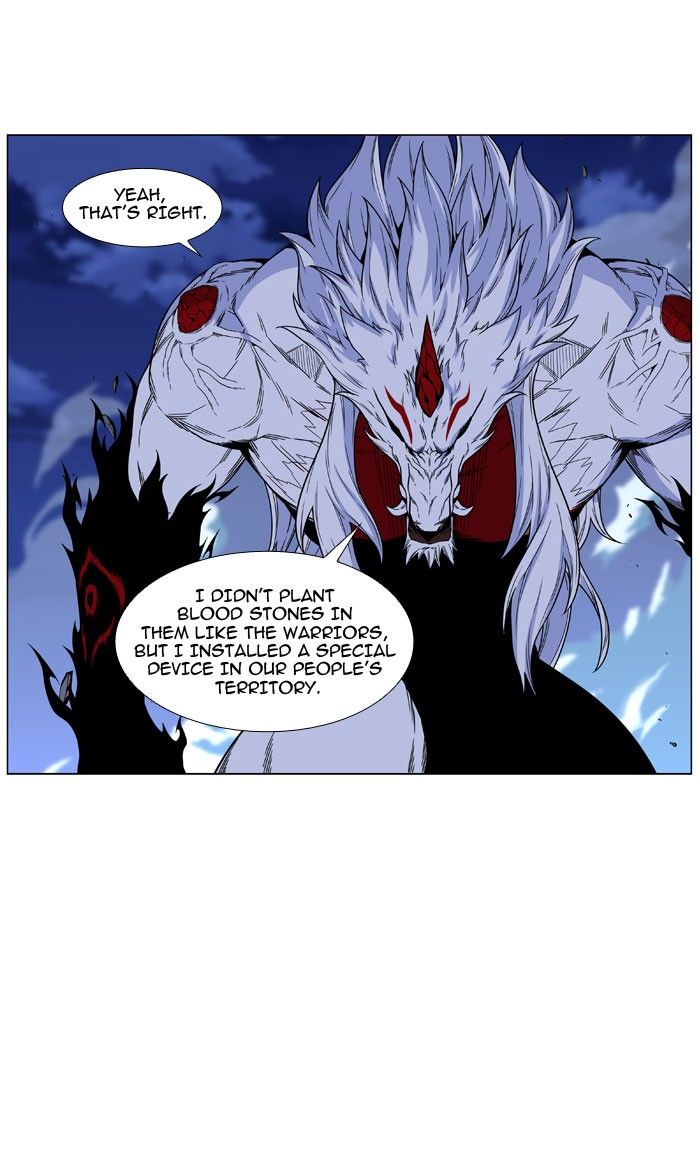 YEAH,
THAT'S RIGHT.
I DIDN'T PLANT
BLOOD STONES IN
THEM LIKE THE WARRIORS,
BUT I INSTALLED A SPECIAL
DEVICE IN OUR PEOPLE'S
TERRITORY.